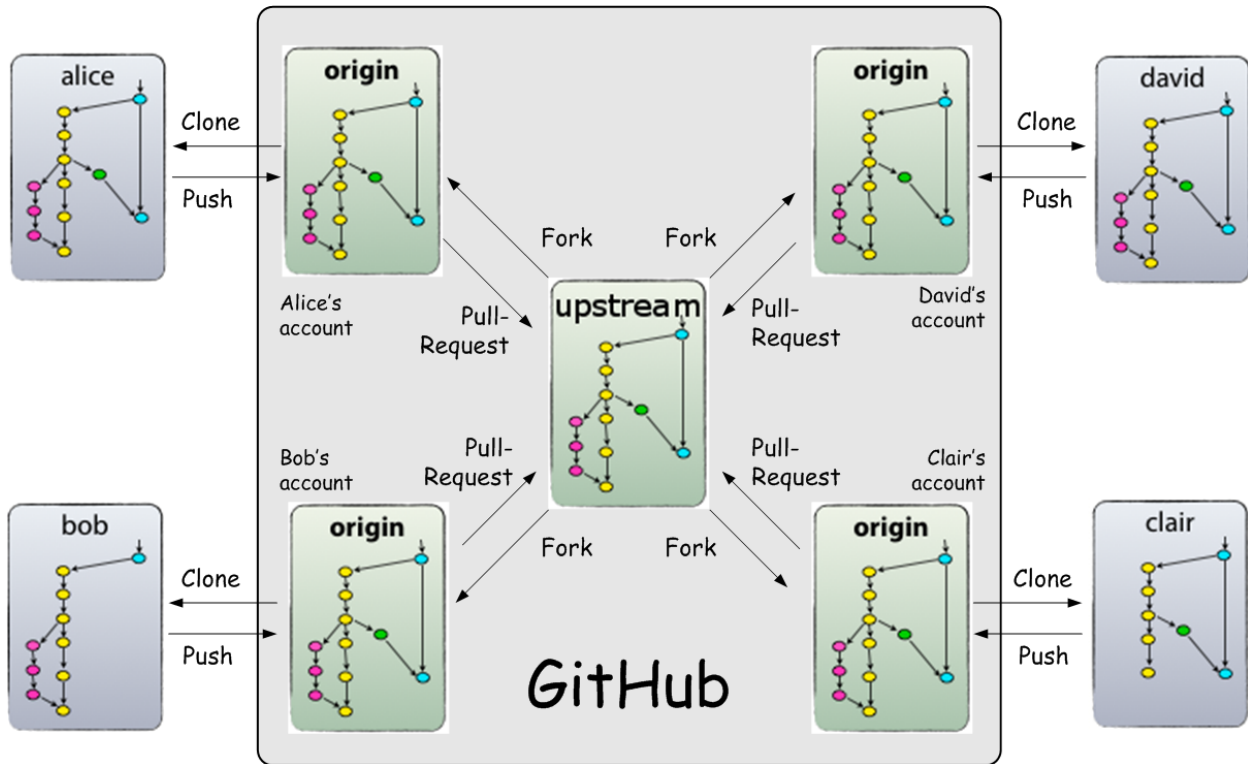 alice
origin
origin
david
Clone
Clone
Push
Push
Fork
Fork
Alice's
account
Pull-
Request
upstream
Pull-
Request
David's
account
Bob's
account
Pull-
Request
Pull-
Request
Clair's
account
bob
origin
origin
clair
Fork
Fork
Clone
Clone
Push
Push
GitHub